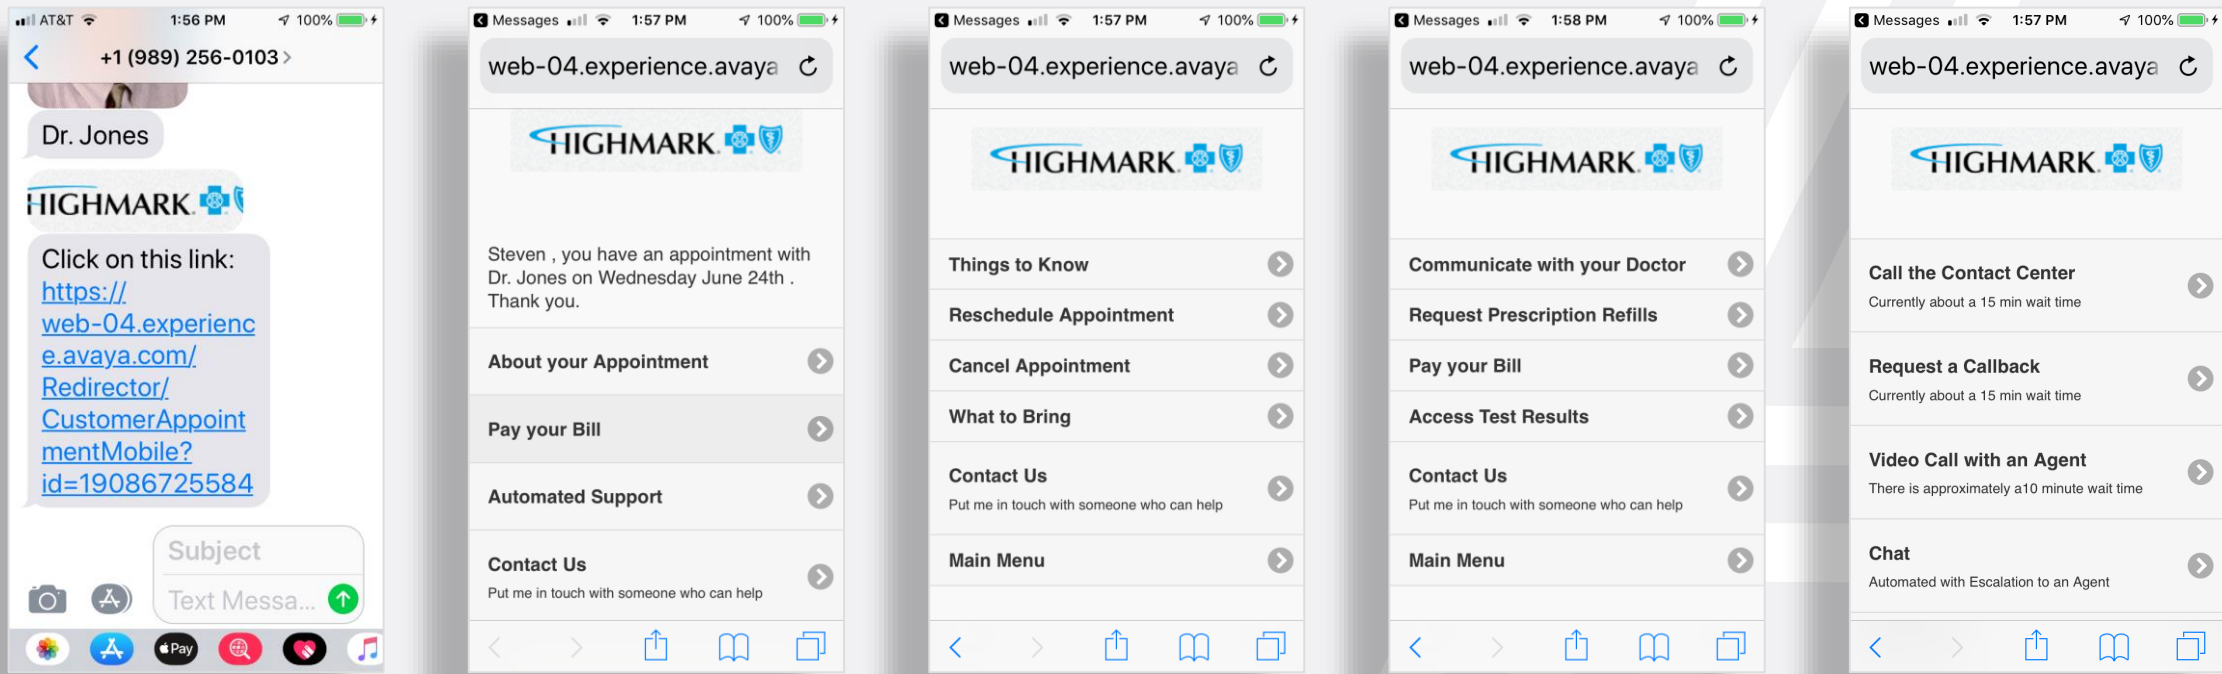 AT&T 1:56 PM 100%
+1 (989) 256-0103
Dr. Jones
HIGHMARK.
Click on this link:
https://
web-04.experienc
e.avaya.com/
Redirector/
CustomerAppoint
mentMobile?
id=19086725584
Subject
Text Messa...
Pay
Messages 1:57 PM 100%
web-04.experience.avaya
HIGHMARK.
Steven , you have an appointment with
Dr. Jones on Wednesday June 24th .
Thank you.
About your Appointment
Pay your Bill
Automated Support
Contact Us
Put me in touch with someone who can help
Messages 1:57 PM 100%
web-04.experience.avaya
HIGHMARK.
Things to Know
Reschedule Appointment
Cancel Appointment
What to Bring
Contact Us
Put me in touch with someone who can help
Main Menu
Messages 1:58 PM 100%
web-04.experience.avaya
HIGHMARK.
Communicate with your Doctor
Request Prescription Refills
Pay your Bill
Access Test Results
Contact Us
Put me in touch with someone who can help
Main Menu
Messages 1:57 PM 100%
web-04.experience.avaya
HIGHMARK.
Call the Contact Center
Currently about a 15 min wait time
Request a Callback
Currently about a 15 min wait time
Video Call with an Agent
There is approximately a10 minute wait time
Chat
Automated with Escalation to an Agent